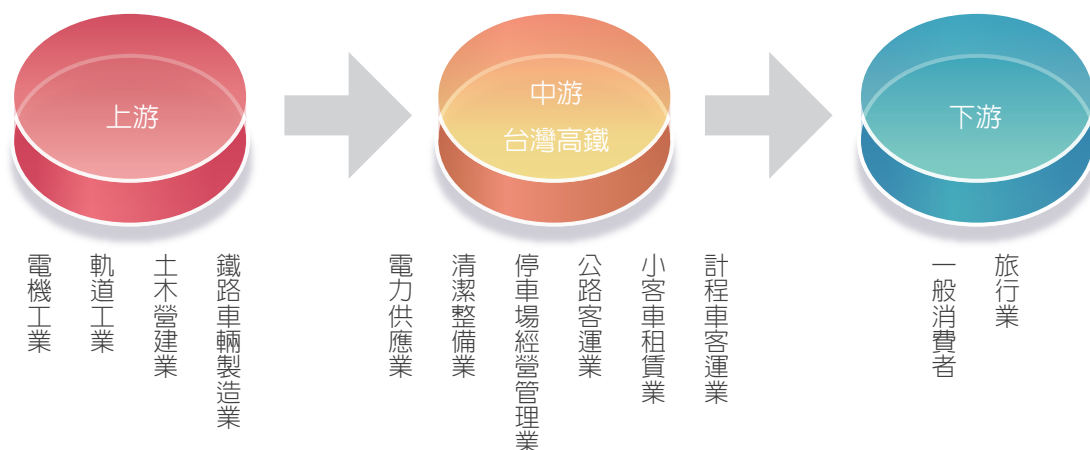 上游
中游
台灣高鐵
下游
鐵路車輛製造業
土木營建業
軌道工業
電機工業
計程車客運業
小客車租賃業
公路客運業
停車場經營管理業
清潔整備業
電力供應業
旅行業
一般消費者